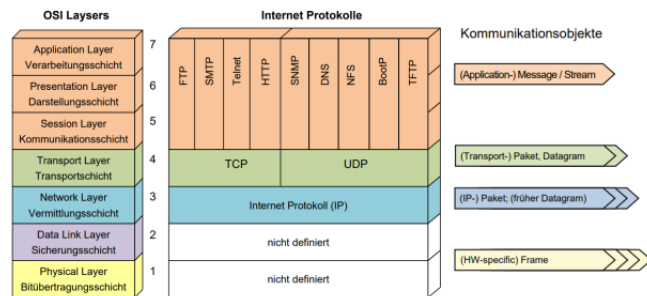 OSI Laysers
Internet Protokolle
Kommunikationsobjekte
Application Layer
Verarbeitungsschicht
7
Presentation Layer
Darstellungsschicht
6
Session Layer
Kommunikationsschicht
5
Transport Layer
Transportschicht
4
Network Layer
Vermittlungsschicht
3
Data Link Layer
Sicherungsschicht
2
Physical Layer
Bitübertragungsschicht
1
FTP
SMTP
Telnet
HTTP
SNMP
DNS
NFS
BootP
TFTP
TCP
UDP
Internet Protokoll (IP)
nicht definiert
nicht definiert
(Application-) Message / Stream
(Transport-) Paket, Datagram
(IP-) Paket; (früher Datagram)
(HW-specific) Frame